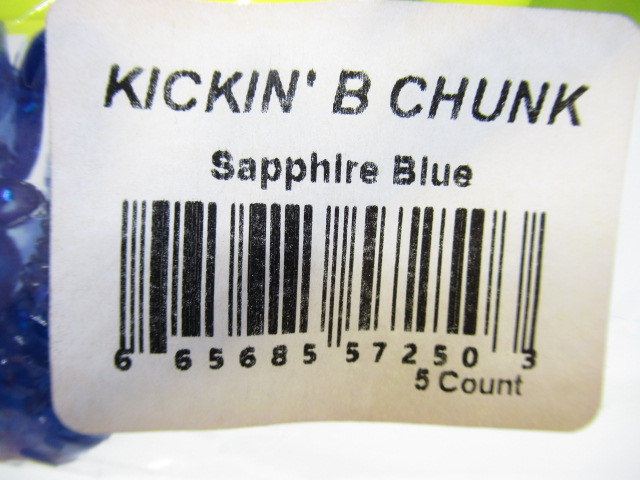 KICKIN' B CHUNK
Sapphire Blue
6 65685 57250 3
5 Count